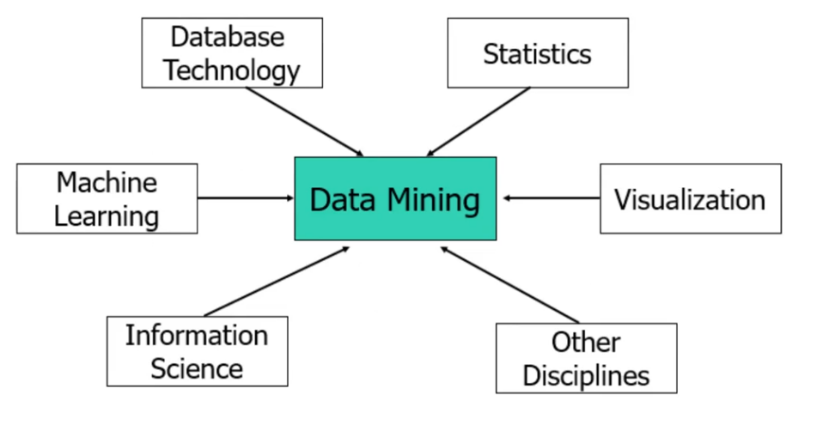 Database
Technology
Statistics
Machine
Learning
Data Mining
Visualization
Information
Science
Other
Disciplines